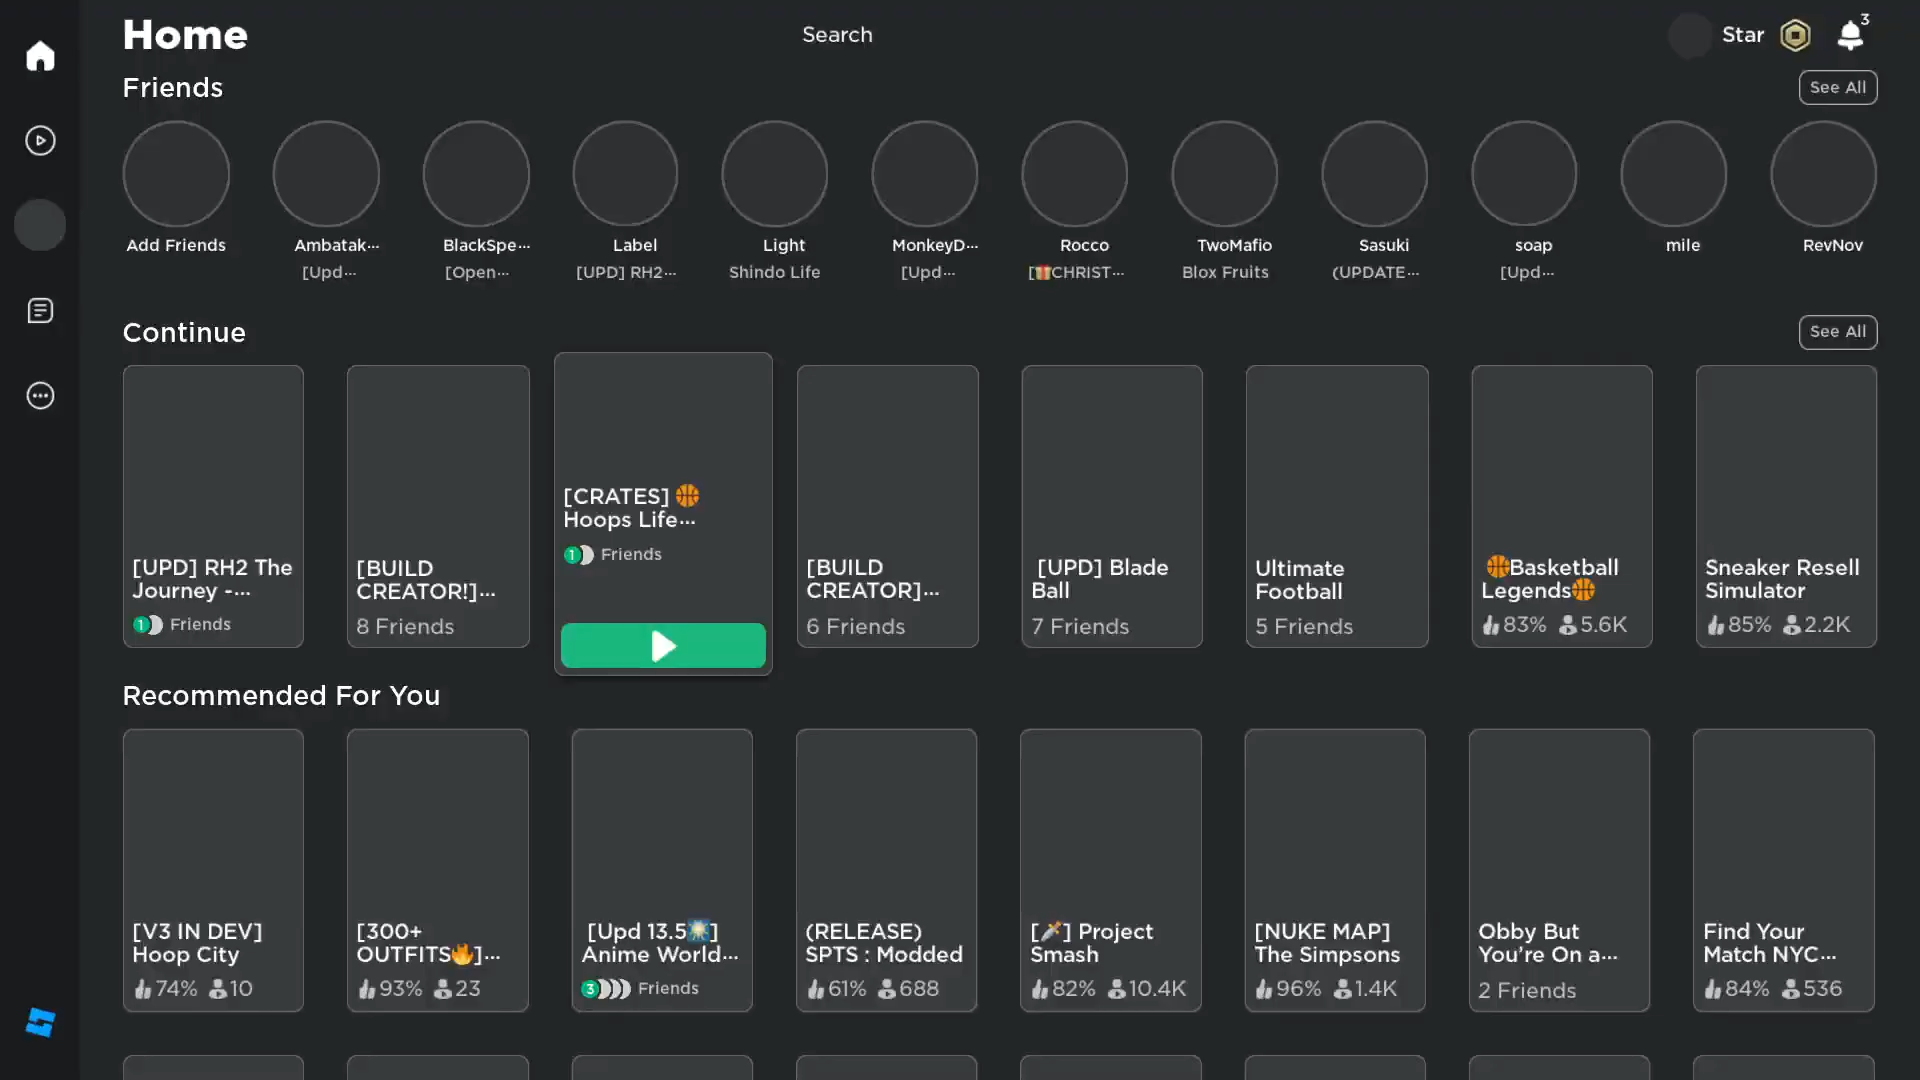 Home
Search
Star
3
Friends
See All
Add Friends
Ambatak···
[Upd···
BlackSpe···
[Open···
Label
[UPD] RH2···
Light
Shindo Life
MonkeyD···
[Upd···
Rocco
[🎁CHRIST···
TwoMafio
Blox Fruits
Sasuki
(UPDATE···
soap
[Upd···
mile
RevNov
Continue
See All
[UPD] RH2 The
Journey -···
1 Friends
[BUILD
CREATOR!]···
8 Friends
[CRATES] 🏀
Hoops Life···
1 Friends
[BUILD
CREATOR]···
6 Friends
[UPD] Blade
Ball
7 Friends
Ultimate
Football
5 Friends
🏀Basketball
Legends🏀
83% 5.6K
Sneaker Resell
Simulator
85% 2.2K
Recommended For You
[V3 IN DEV]
Hoop City
74% 10
[300+
OUTFITS🔥]···
93% 23
[Upd 13.5🎇]
Anime World···
3 Friends
(RELEASE)
SPTS : Modded
61% 688
[🗡️] Project
Smash
82% 10.4K
[NUKE MAP]
The Simpsons
96% 1.4K
Obby But
You're On a···
2 Friends
Find Your
Match NYC···
84% 536